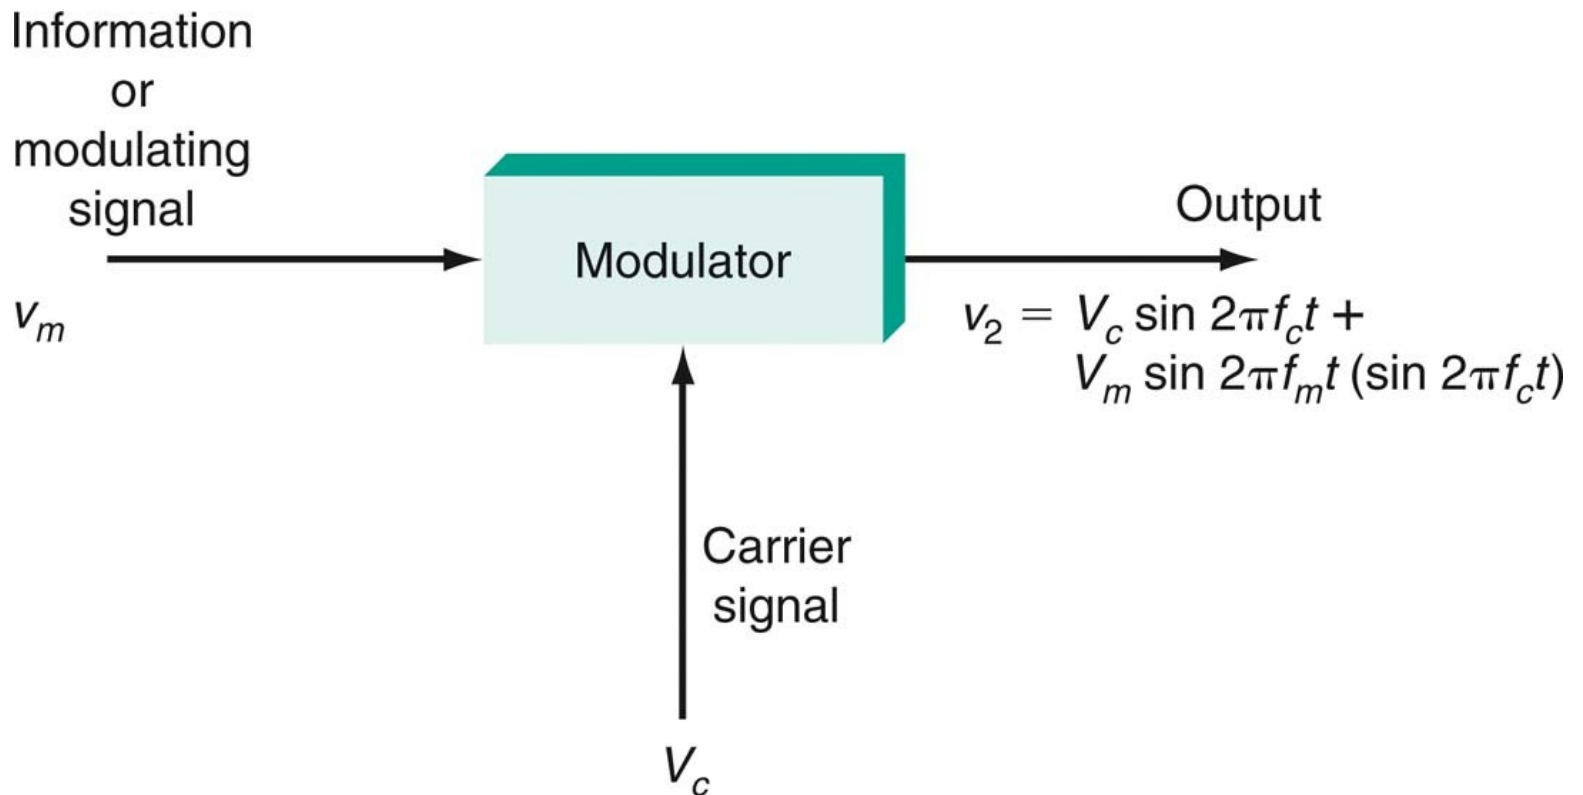 Information
or
modulating
signal
v_m
Modulator
Output
v_2 = V_c sin 2πf_ct +
V_m sin 2πf_mt (sin 2πf_ct)
Carrier
signal
V_c